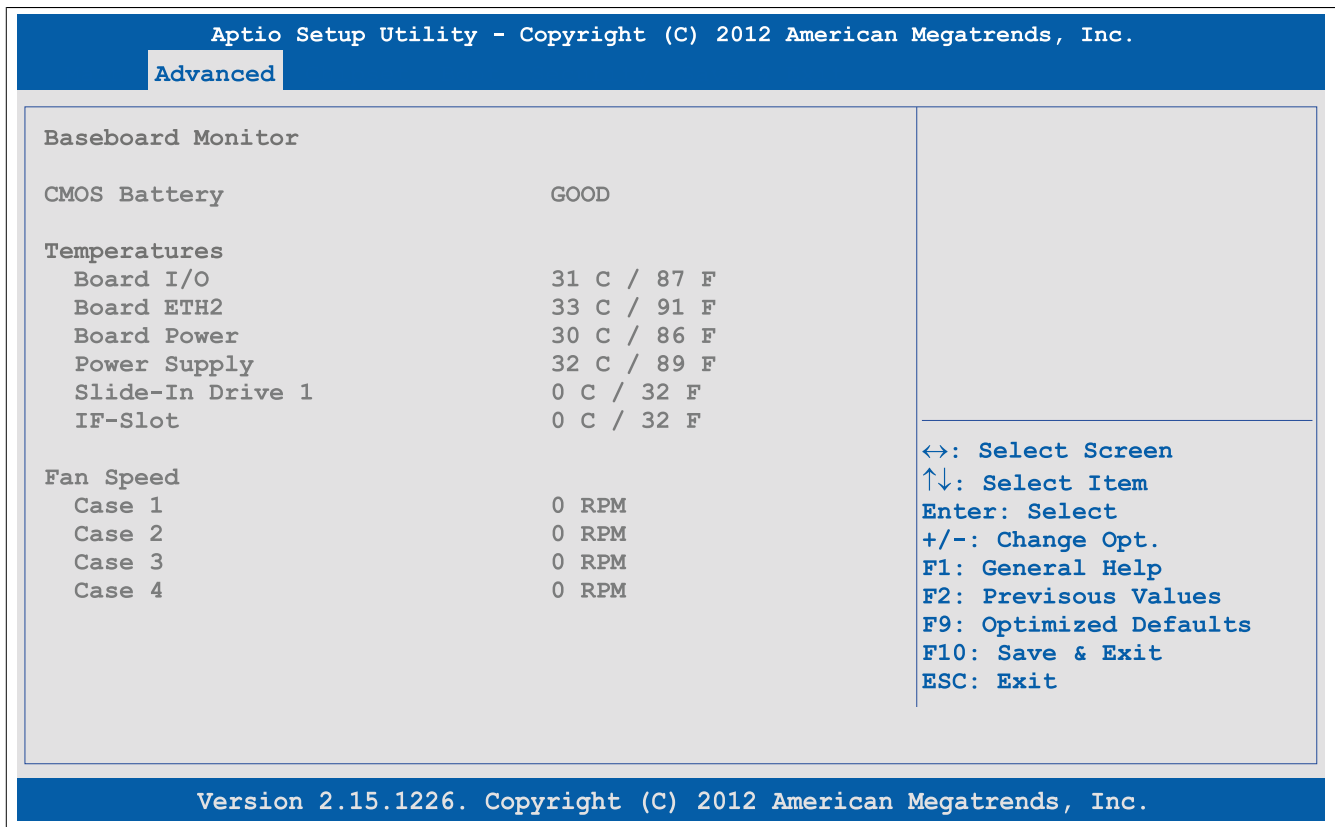 Aptio Setup Utility - Copyright (C) 2012 American Megatrends, Inc.
Advanced
Baseboard Monitor
CMOS Battery GOOD
Temperatures
Board I/O 31 C / 87 F
Board ETH2 33 C / 91 F
Board Power 30 C / 86 F
Power Supply 32 C / 89 F
Slide-In Drive 1 0 C / 32 F
IF-Slot 0 C / 32 F
Fan Speed
Case 1 0 RPM
Case 2 0 RPM
Case 3 0 RPM
Case 4 0 RPM
↔: Select Screen
↑↓: Select Item
Enter: Select
+/-: Change Opt.
F1: General Help
F2: Previsous Values
F9: Optimized Defaults
F10: Save & Exit
ESC: Exit
Version 2.15.1226. Copyright (C) 2012 American Megatrends, Inc.